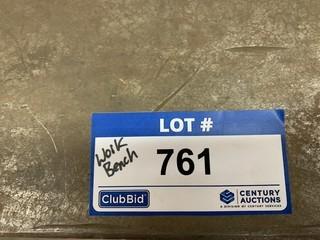 LOT #
Work
Bench
761
ClubBid
CENTURY
AUCTIONS
A DIVISION OF CENTURY SERVICES